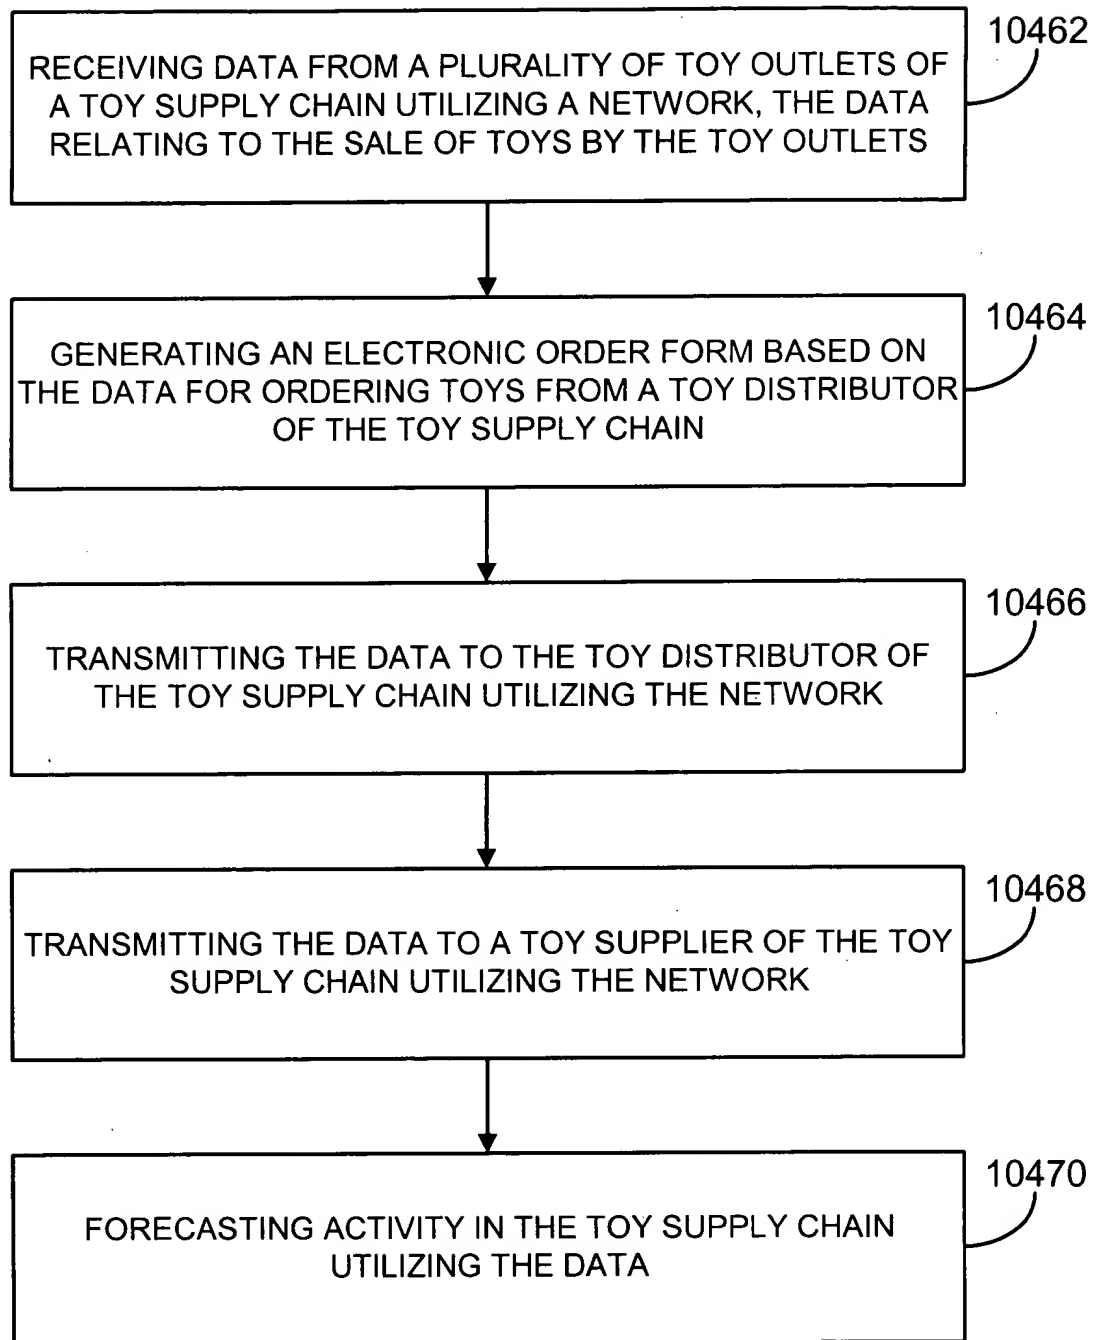 10462
RECEIVING DATA FROM A PLURALITY OF TOY OUTLETS OF
A TOY SUPPLY CHAIN UTILIZING A NETWORK, THE DATA
RELATING TO THE SALE OF TOYS BY THE TOY OUTLETS
10464
GENERATING AN ELECTRONIC ORDER FORM BASED ON
THE DATA FOR ORDERING TOYS FROM A TOY DISTRIBUTOR
OF THE TOY SUPPLY CHAIN
10466
TRANSMITTING THE DATA TO THE TOY DISTRIBUTOR OF
THE TOY SUPPLY CHAIN UTILIZING THE NETWORK
10468
TRANSMITTING THE DATA TO A TOY SUPPLIER OF THE TOY
SUPPLY CHAIN UTILIZING THE NETWORK
10470
FORECASTING ACTIVITY IN THE TOY SUPPLY CHAIN
UTILIZING THE DATA